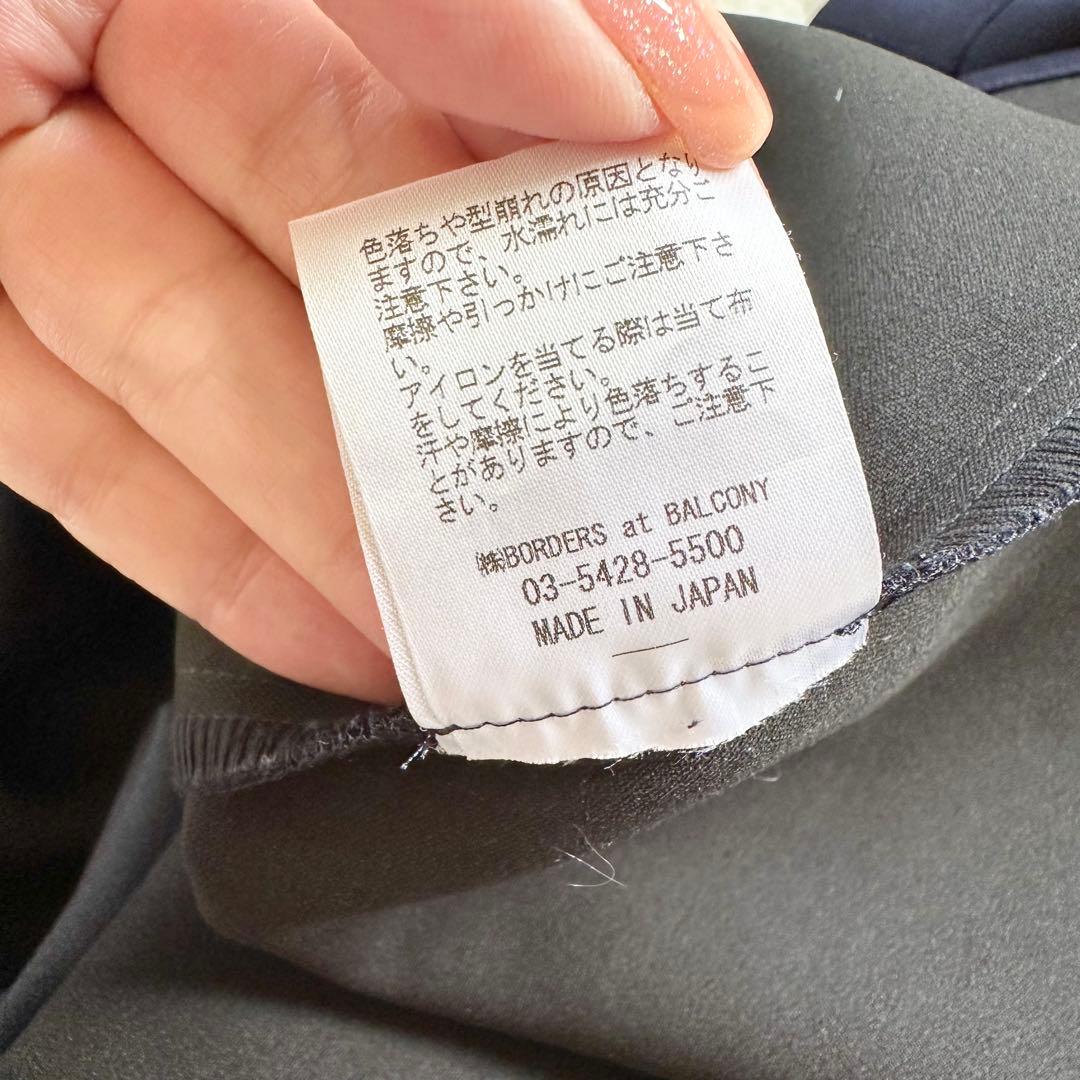 色落ちや型崩れの原因となり
ますので、水濡れには充分ご
注意下さい。
摩擦や引っかけにご注意下さ
い。
アイロンを当てる際は当て布
をしてください。
汗や摩擦により色落ちするこ
とがありますので、ご注意下
さい。
㈱BORDERS at BALCONY
03-5428-5500
MADE IN JAPAN